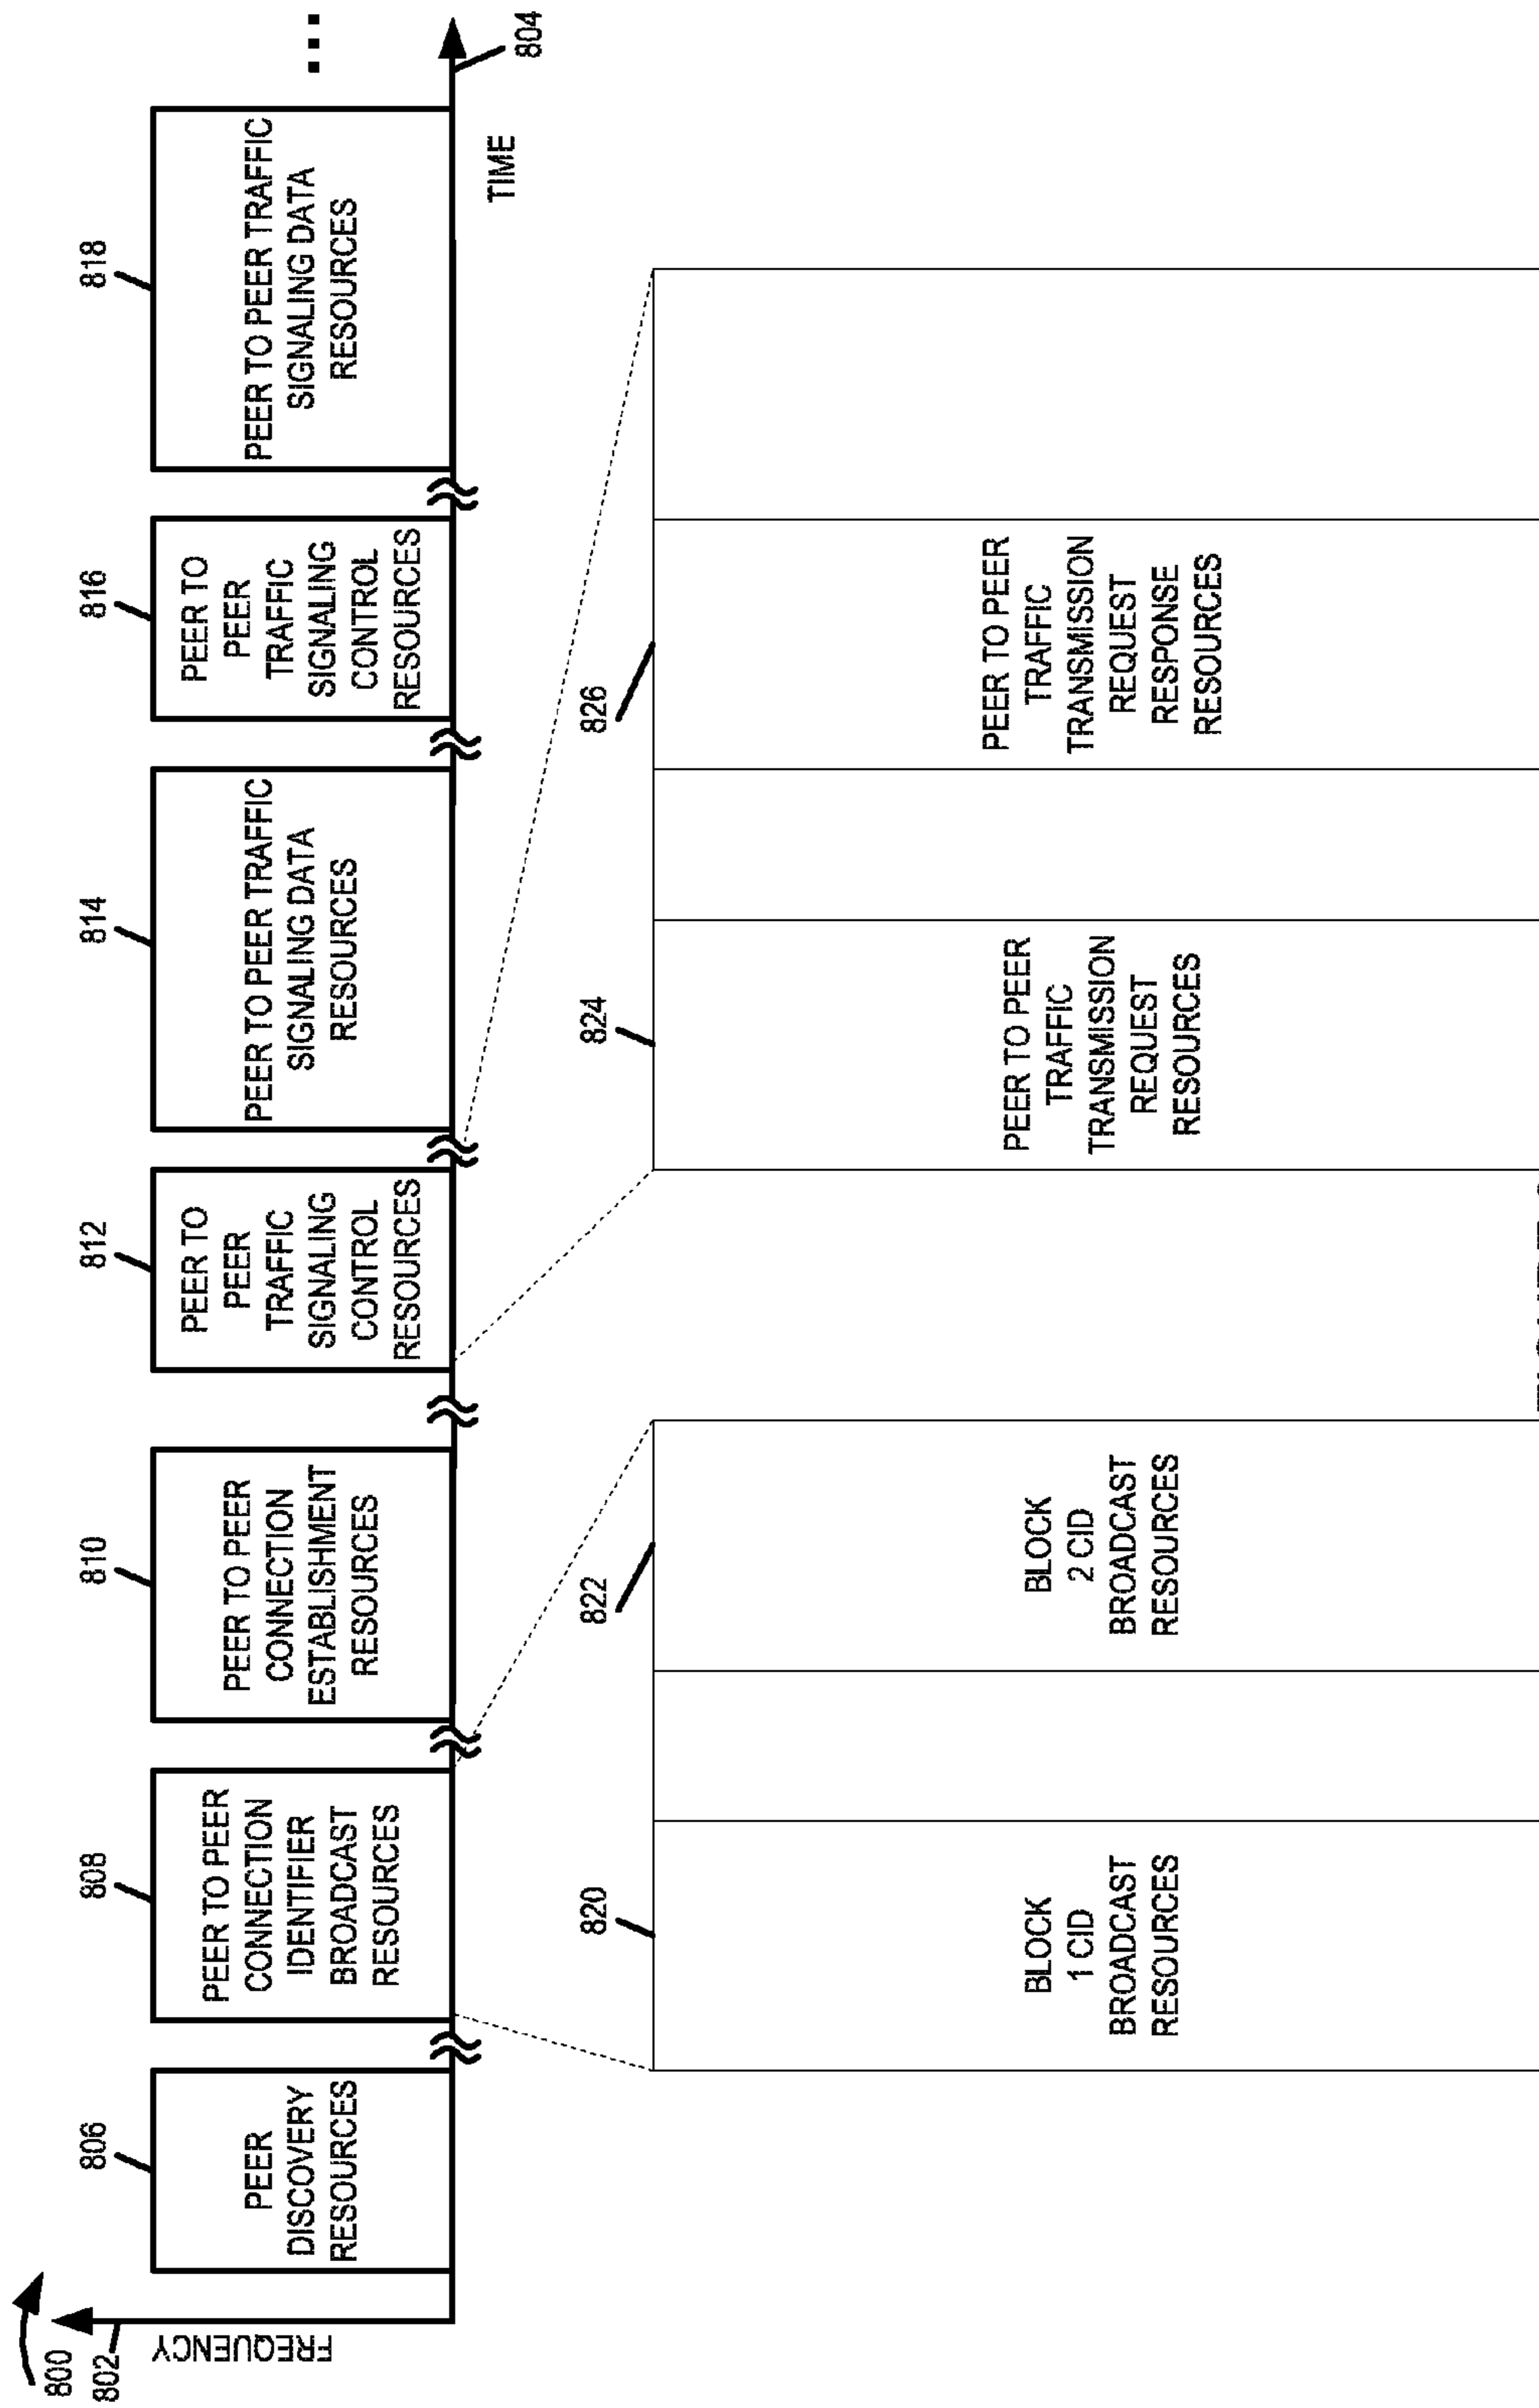 800
802
FREQUENCY
806
PEER
DISCOVERY
RESOURCES
808
PEER TO PEER
CONNECTION
IDENTIFIER
BROADCAST
RESOURCES
810
PEER TO PEER
CONNECTION
ESTABLISHMENT
RESOURCES
812
PEER TO
PEER
TRAFFIC
SIGNALING
CONTROL
RESOURCES
814
PEER TO PEER TRAFFIC
SIGNALING DATA
RESOURCES
816
PEER TO
PEER
TRAFFIC
SIGNALING
CONTROL
RESOURCES
818
PEER TO PEER TRAFFIC
SIGNALING DATA
RESOURCES
...
TIME
804
820
BLOCK
1 CID
BROADCAST
RESOURCES
822
BLOCK
2 CID
BROADCAST
RESOURCES
824
PEER TO PEER
TRAFFIC
TRANSMISSION
REQUEST
RESOURCES
826
PEER TO PEER
TRAFFIC
TRANSMISSION
REQUEST
RESPONSE
RESOURCES